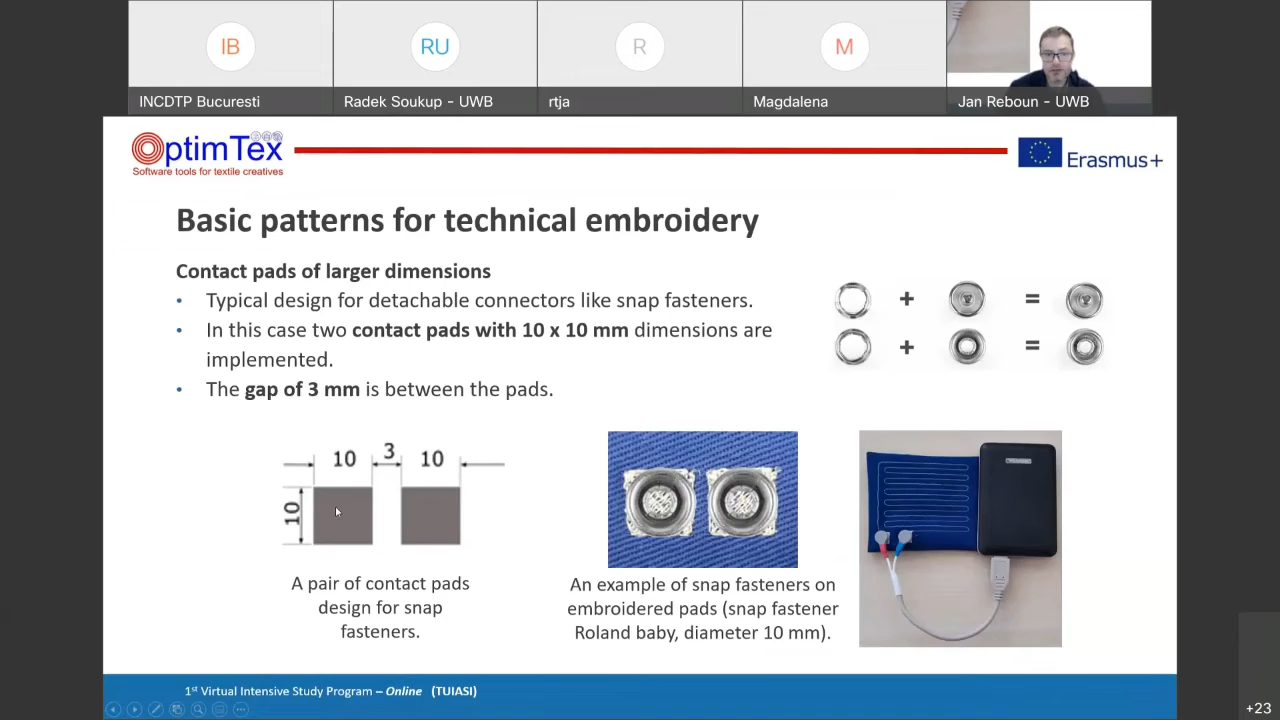 IB
RU
R
M
INCDTP Bucuresti
Radek Soukup - UWB
rtja
Magdalena
Jan Reboun - UWB
OptimTex
Software tools for textile creatives
Erasmus+
Basic patterns for technical embroidery
Contact pads of larger dimensions
• Typical design for detachable connectors like snap fasteners.
• In this case two contact pads with 10 x 10 mm dimensions are
implemented.
• The gap of 3 mm is between the pads.
+ =
+ =
10 3 10
10
A pair of contact pads
design for snap
fasteners.
An example of snap fasteners on
embroidered pads (snap fastener
Roland baby, diameter 10 mm).
1st Virtual Intensive Study Program – Online (TUIASI)
+23